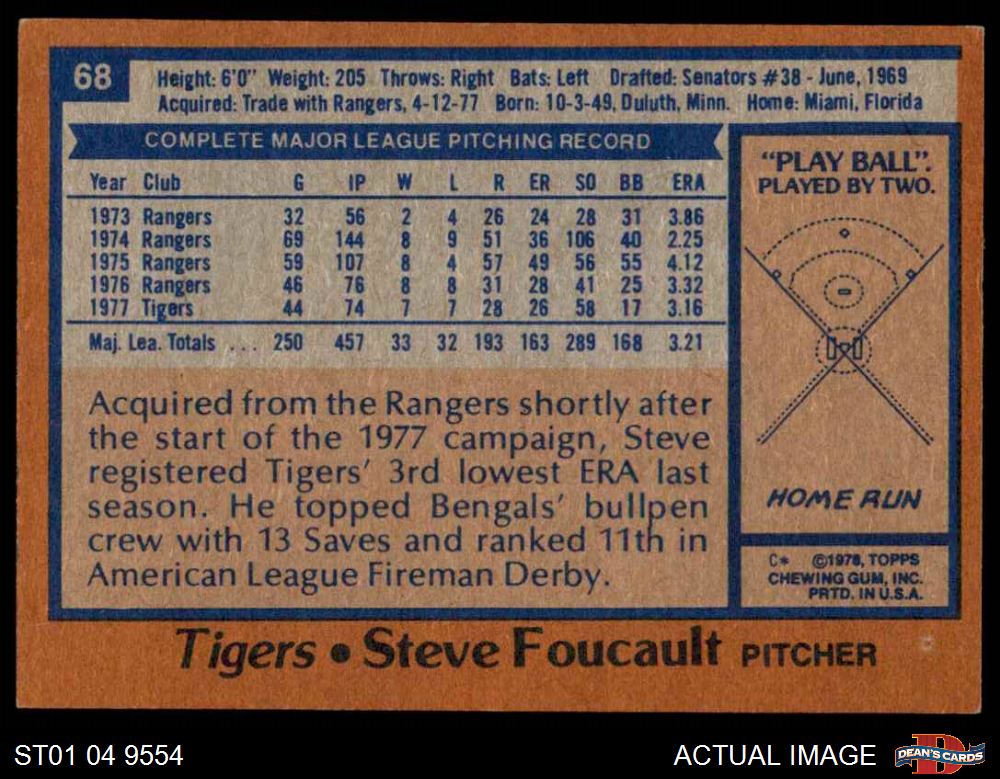 68
Height: 6'0" Weight: 205 Throws: Right Bats: Left Drafted: Senators #38 - June, 1969
Acquired: Trade with Rangers, 4-12-77 Born: 10-3-49, Duluth, Minn. Home: Miami, Florida
COMPLETE MAJOR LEAGUE PITCHING RECORD
Year Club G IP W L R ER SO BB ERA
1973 Rangers 32 56 2 4 26 24 28 31 3.86
1974 Rangers 69 144 8 9 51 36 106 40 2.25
1975 Rangers 59 107 8 4 57 49 56 55 4.12
1976 Rangers 46 76 8 8 31 28 41 25 3.32
1977 Tigers 44 74 7 7 28 26 58 17 3.16
Maj. Lea. Totals ... 250 457 33 32 193 163 289 168 3.21
Acquired from the Rangers shortly after
the start of the 1977 campaign, Steve
registered Tigers' 3rd lowest ERA last
season. He topped Bengals' bullpen
crew with 13 Saves and ranked 11th in
American League Fireman Derby.
"PLAY BALL".
PLAYED BY TWO.
HOME RUN
C* ©1978, TOPPS
CHEWING GUM, INC.
PRTD. IN U.S.A.
Tigers • Steve Foucault PITCHER
ST01 04 9554
ACTUAL IMAGE
D
DEAN'S CARDS